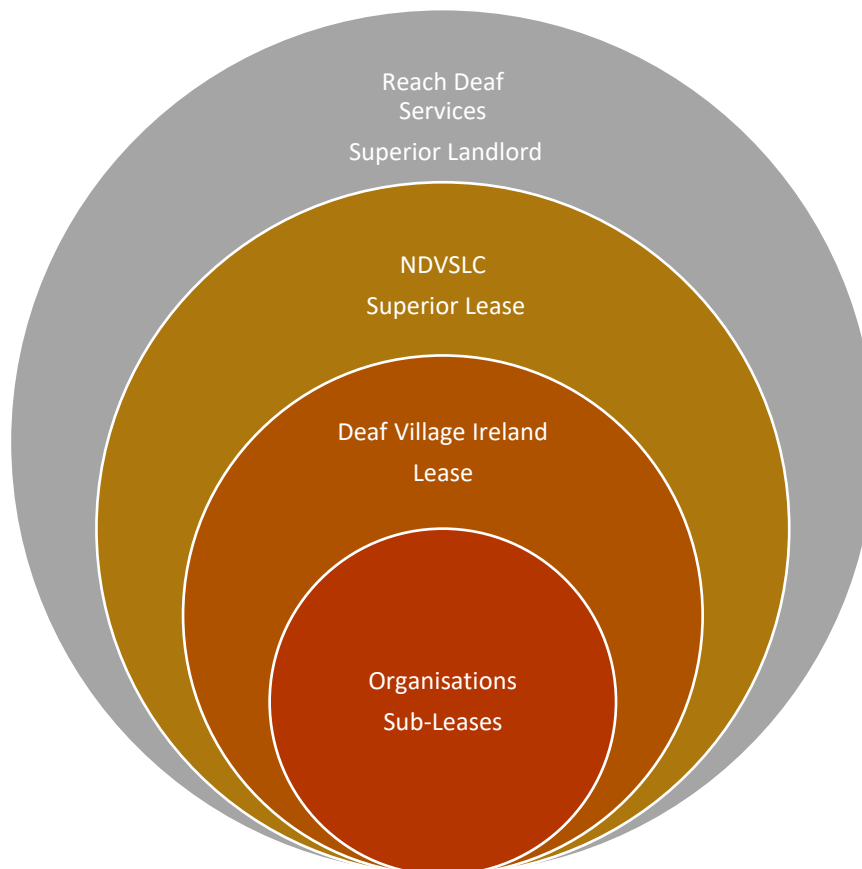 Reach Deaf
Services
Superior Landlord
NDVSLC
Superior Lease
Deaf Village Ireland
Lease
Organisations
Sub-Leases